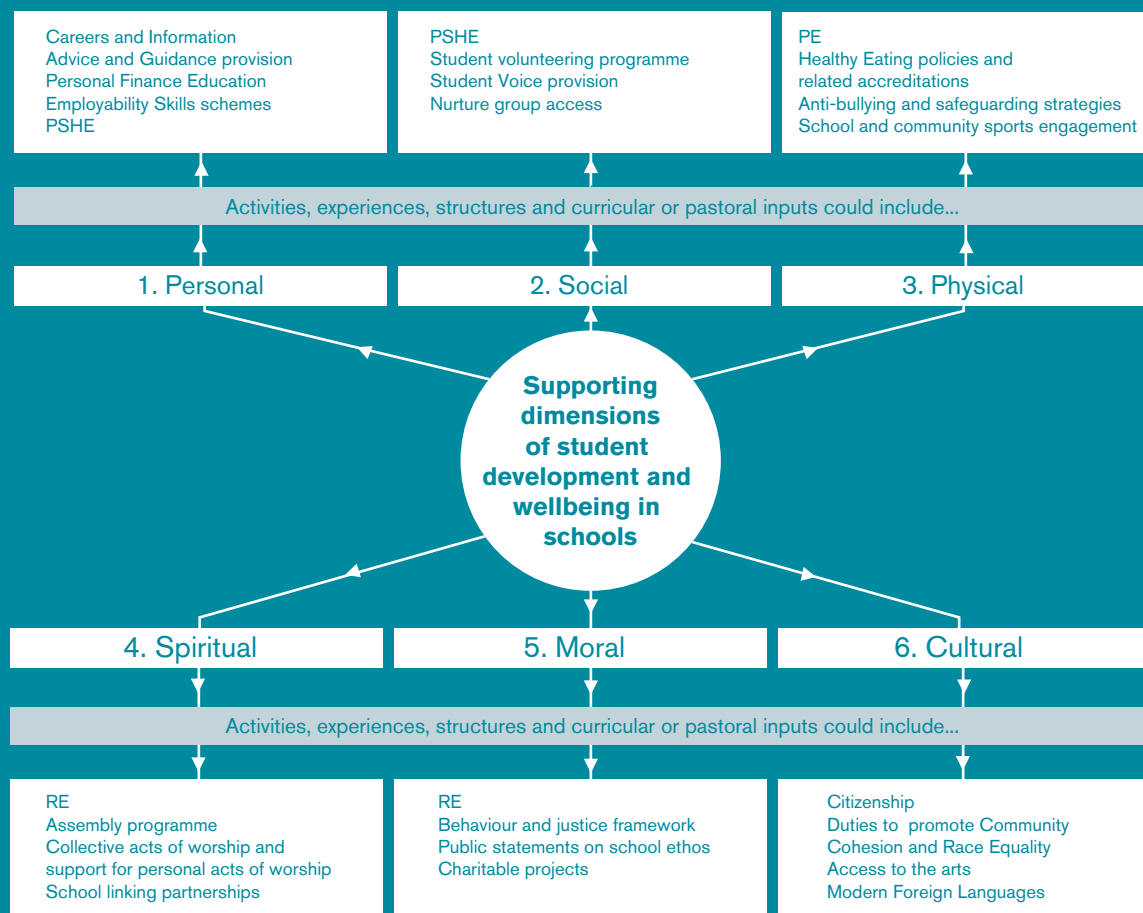 Careers and Information
Advice and Guidance provision
Personal Finance Education
Employability Skills schemes
PSHE
PSHE
Student volunteering programme
Student Voice provision
Nurture group access
PE
Healthy Eating policies and
related accreditations
Anti-bullying and safeguarding strategies
School and community sports engagement
Activities, experiences, structures and curricular or pastoral inputs could include...
1. Personal
2. Social
3. Physical
Supporting
dimensions
of student
development and
wellbeing in
schools
4. Spiritual
5. Moral
6. Cultural
Activities, experiences, structures and curricular or pastoral inputs could include...
RE
Assembly programme
Collective acts of worship and
support for personal acts of worship
School linking partnerships
RE
Behaviour and justice framework
Public statements on school ethos
Charitable projects
Citizenship
Duties to promote Community
Cohesion and Race Equality
Access to the arts
Modern Foreign Languages